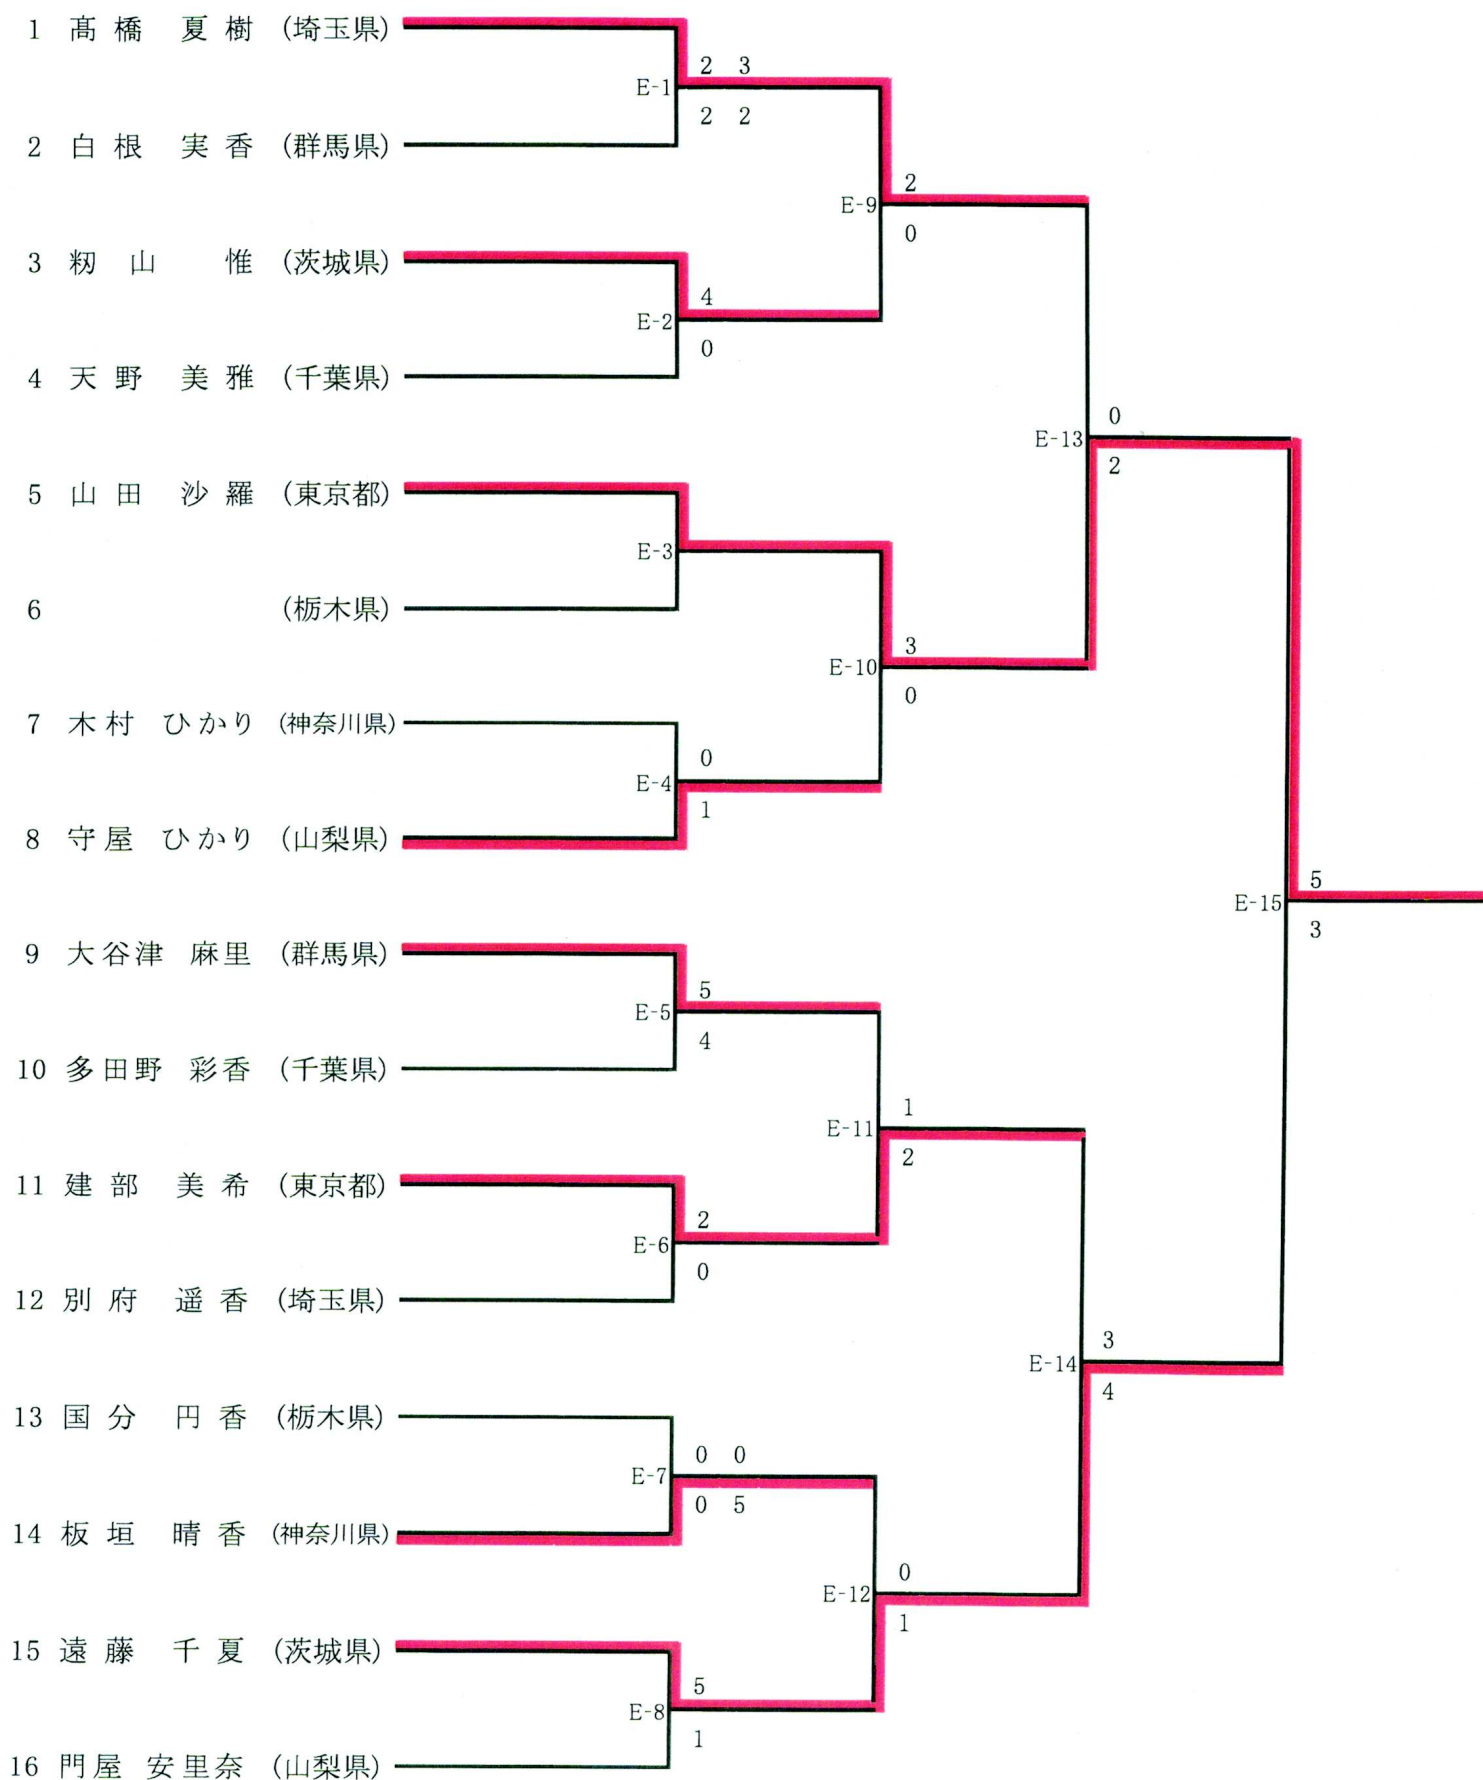 1 髙橋 夏樹 (埼玉県)
2 3
E-1
2 2
2 白根 実香 (群馬県)
2
E-9
0
3 籾山 惟 (茨城県)
4
E-2
0
4 天野 美雅 (千葉県)
0
E-13
2
5 山田 沙羅 (東京都)
E-3
6 (栃木県)
3
E-10
0
7 木村 ひかり (神奈川県)
0
E-4
1
8 守屋 ひかり (山梨県)
5
E-15
3
9 大谷津 麻里 (群馬県)
5
E-5
4
10 多田野 彩香 (千葉県)
1
E-11
2
11 建部 美希 (東京都)
2
E-6
0
12 別府 遥香 (埼玉県)
3
E-14
4
13 国分 円香 (栃木県)
0 0
E-7
0 5
14 板垣 晴香 (神奈川県)
0
E-12
1
15 遠藤 千夏 (茨城県)
5
E-8
1
16 門屋 安里奈 (山梨県)